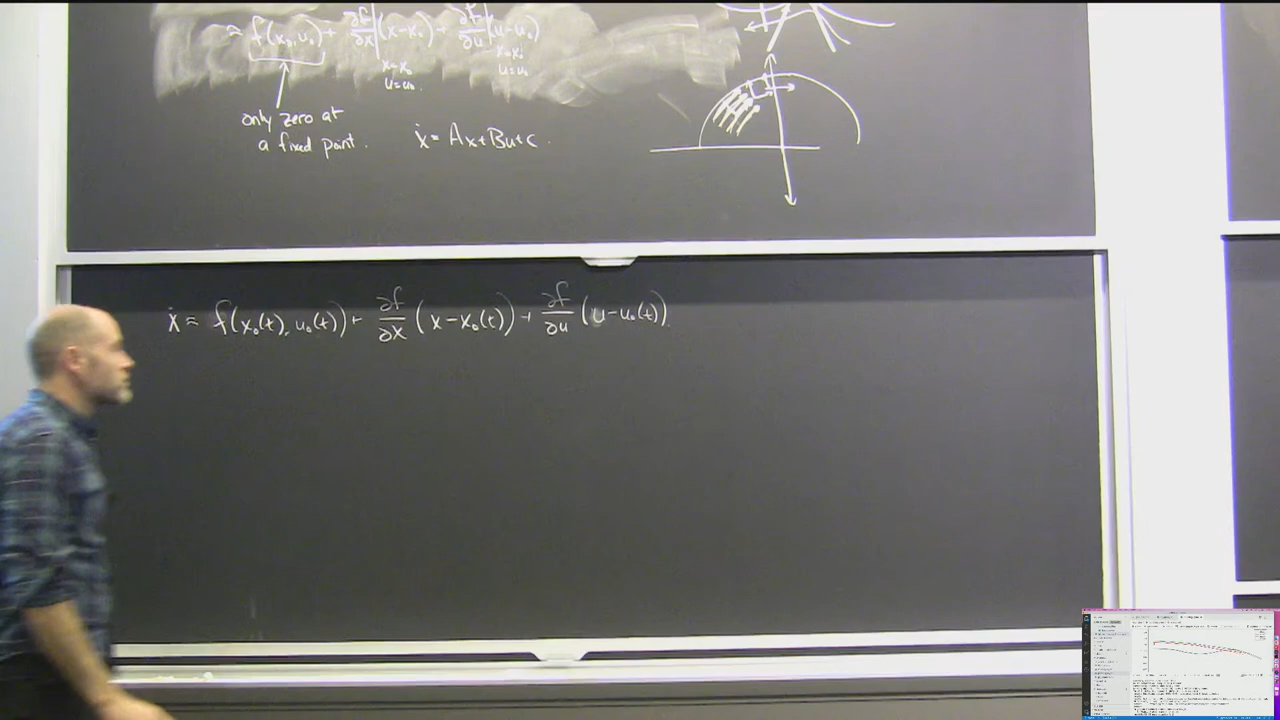 ≈ f(x₀, u₀) + ∂f/∂x | (x-x₀) + ∂f/∂u | (u-u₀)
x=x₀ x=x₀
u=u₀. u=u₀
only zero at
a fixed point. ẋ = Ax+Bu+c.
ẋ ≈ f(x₀(t), u₀(t)) + ∂f/∂x (x-x₀(t)) + ∂f/∂u (u-u₀(t)).